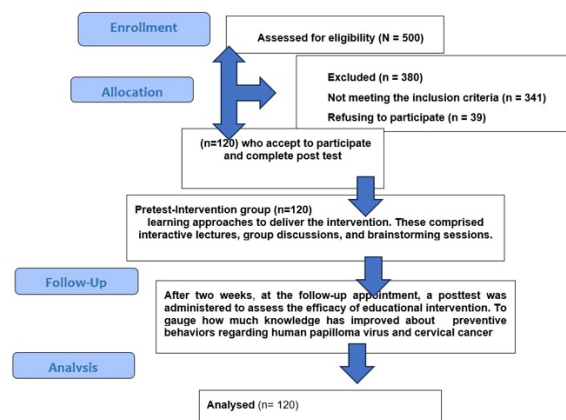 Enrollment
Assessed for eligibility (N = 500)
Allocation
Excluded (n = 380)
Not meeting the inclusion criteria (n = 341)
Refusing to participate (n = 39)
(n=120) who accept to participate
and complete post test
Pretest-Intervention group (n=120)
learning approaches to deliver the intervention. These comprised
interactive lectures, group discussions, and brainstorming sessions.
Follow-Up
After two weeks, at the follow-up appointment, a posttest was
administered to assess the efficacy of educational intervention. To
gauge how much knowledge has improved about preventive
behaviors regarding human papilloma virus and cervical cancer
Analysis
Analysed (n= 120)